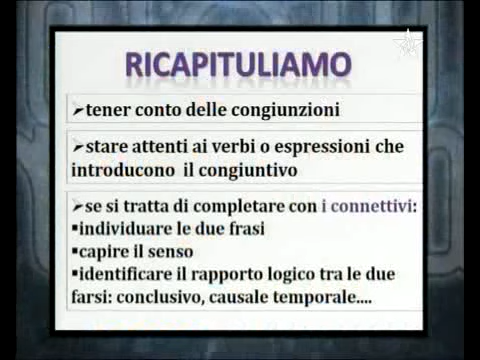 RICAPITULIAMO
➢tener conto delle congiunzioni
➢stare attenti ai verbi o espressioni che
introducono il congiuntivo
➢se si tratta di completare con i connettivi:
▪individuare le due frasi
▪capire il senso
▪identificare il rapporto logico tra le due
farsi: conclusivo, causale temporale....